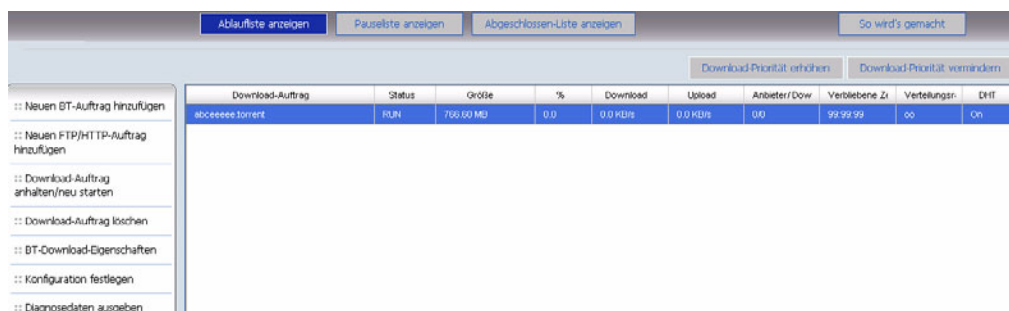 Ablaufliste anzeigen Pauseliste anzeigen Abgeschlossen-Liste anzeigen So wird's gemacht
Download-Priorität erhöhen Download-Priorität vermindern
:: Neuen BT-Auftrag hinzufügen
:: Neuen FTP/HTTP-Auftrag
hinzufügen
:: Download-Auftrag
anhalten/neu starten
:: Download-Auftrag löschen
:: BT-Download-Eigenschaften
:: Konfiguration festlegen
:: Diagnosedaten ausgeben
Download-Auftrag Status Größe % Download Upload Anbieter/Dow Verbliebene Ze Verteilungsr- DHT
abceeeee.torrent RUN 766.60 MB 0.0 0.0 KB/s 0.0 KB/s 0/0 99:99:99 oo On